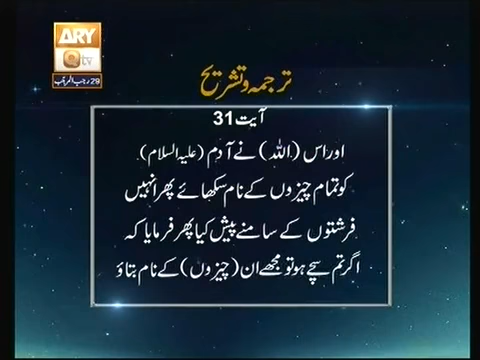 ARY
Qtv
29 رجب المرجب
ترجمہ و تشریح
آیت 31
اور اس (اللہ) نے آدم (علیہ السلام)
کو تمام چیزوں کے نام سکھائے پھر انہیں
فرشتوں کے سامنے پیش کیا پھر فرمایا کہ
اگر تم سچے ہو تو مجھے ان (چیزوں) کے نام بتاؤ